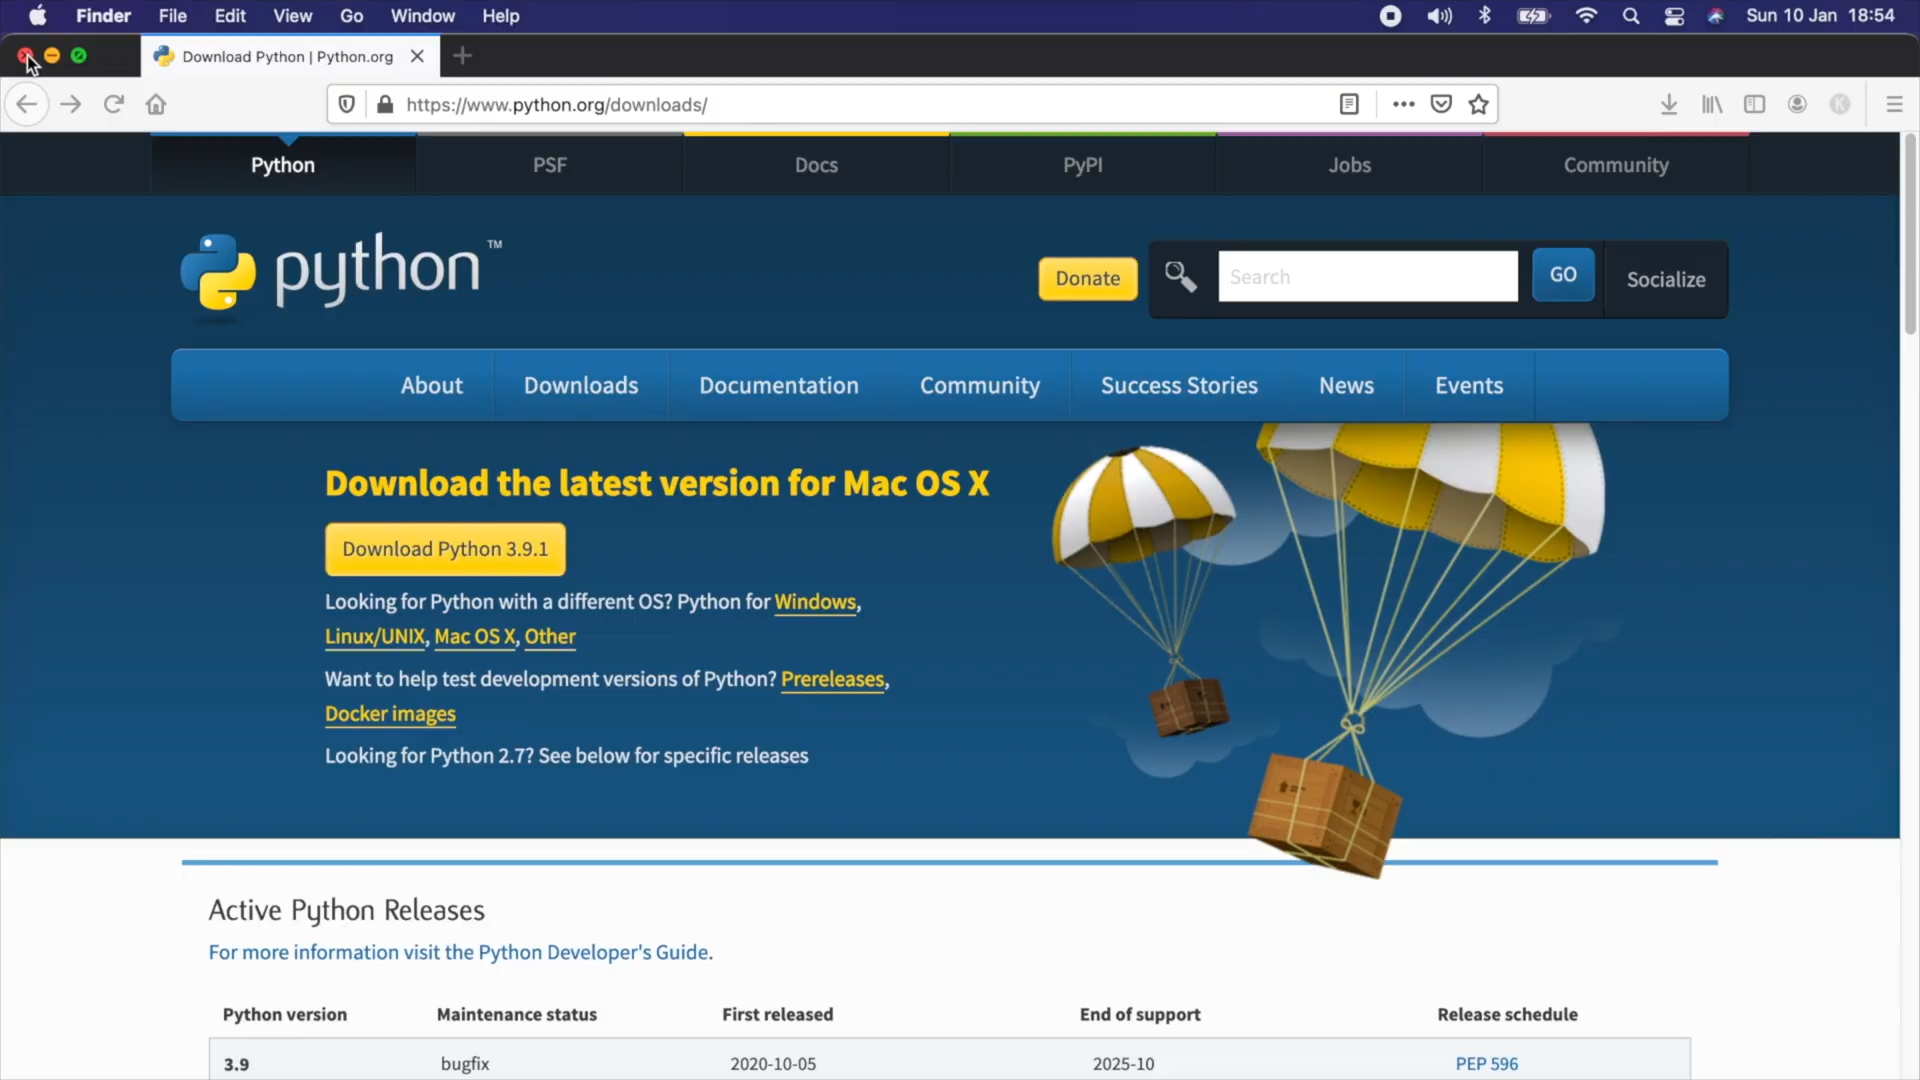 Finder File Edit View Go Window Help Sun 10 Jan 18:54
Download Python | Python.org
https://www.python.org/downloads/
K
Python PSF Docs PyPI Jobs Community
python™
Donate Search GO Socialize
About Downloads Documentation Community Success Stories News Events
Download the latest version for Mac OS X
Download Python 3.9.1
Looking for Python with a different OS? Python for Windows,
Linux/UNIX, Mac OS X, Other
Want to help test development versions of Python? Prereleases,
Docker images
Looking for Python 2.7? See below for specific releases
Active Python Releases
For more information visit the Python Developer's Guide.
Python version Maintenance status First released End of support Release schedule
3.9 bugfix 2020-10-05 2025-10 PEP 596